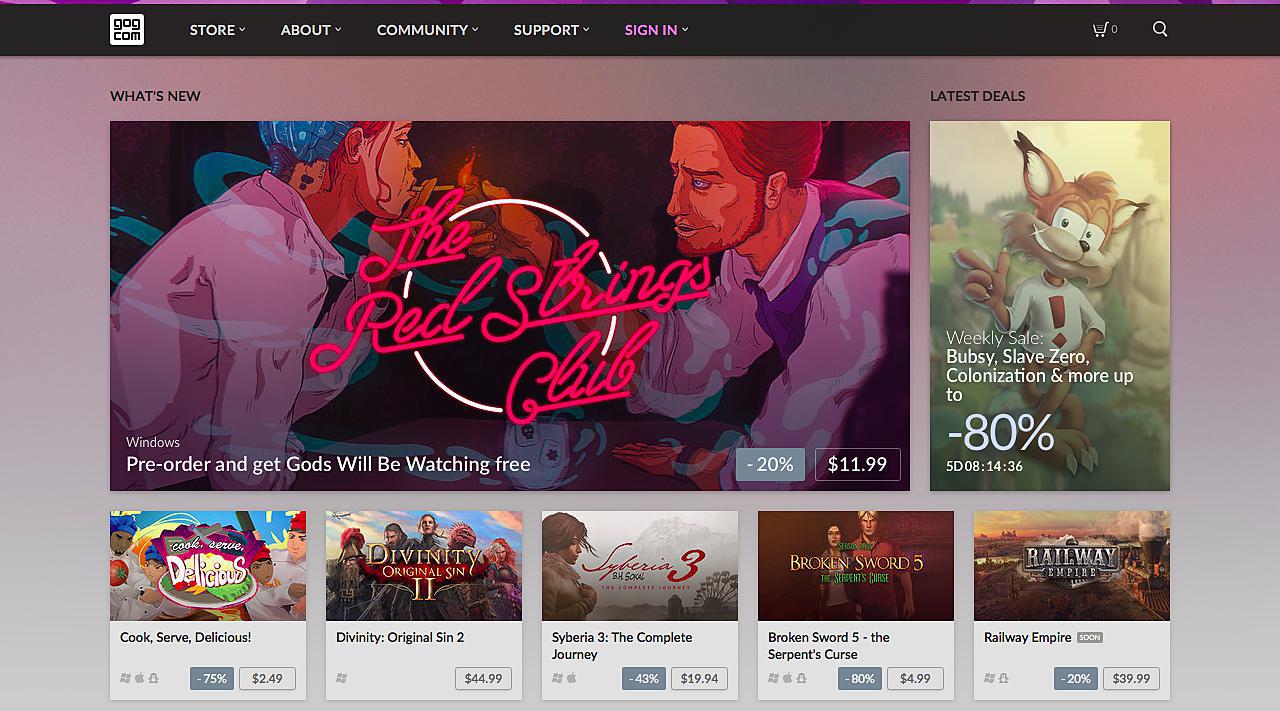 gog
com
STORE
ABOUT
COMMUNITY
SUPPORT
SIGN IN
0
WHAT'S NEW
LATEST DEALS
The
Red Strings
Club
Windows
Pre-order and get Gods Will Be Watching free
-20%
$11.99
Weekly Sale:
Bubsy, Slave Zero,
Colonization & more up
to
-80%
5D 08:14:36
cook, serve,
Delicious
Cook, Serve, Delicious!
-75%
$2.49
DIVINITY
ORIGINAL SIN
II
Divinity: Original Sin 2
$44.99
Syberia 3
B.H. SOKAL
THE COMPLETE JOURNEY
Syberia 3: The Complete
Journey
-43%
$19.94
SEASON PASS
BROKEN SWORD 5
THE SERPENT'S CURSE
Broken Sword 5 - the
Serpent's Curse
-80%
$4.99
RAILWAY
EMPIRE
Railway Empire SOON
-20%
$39.99